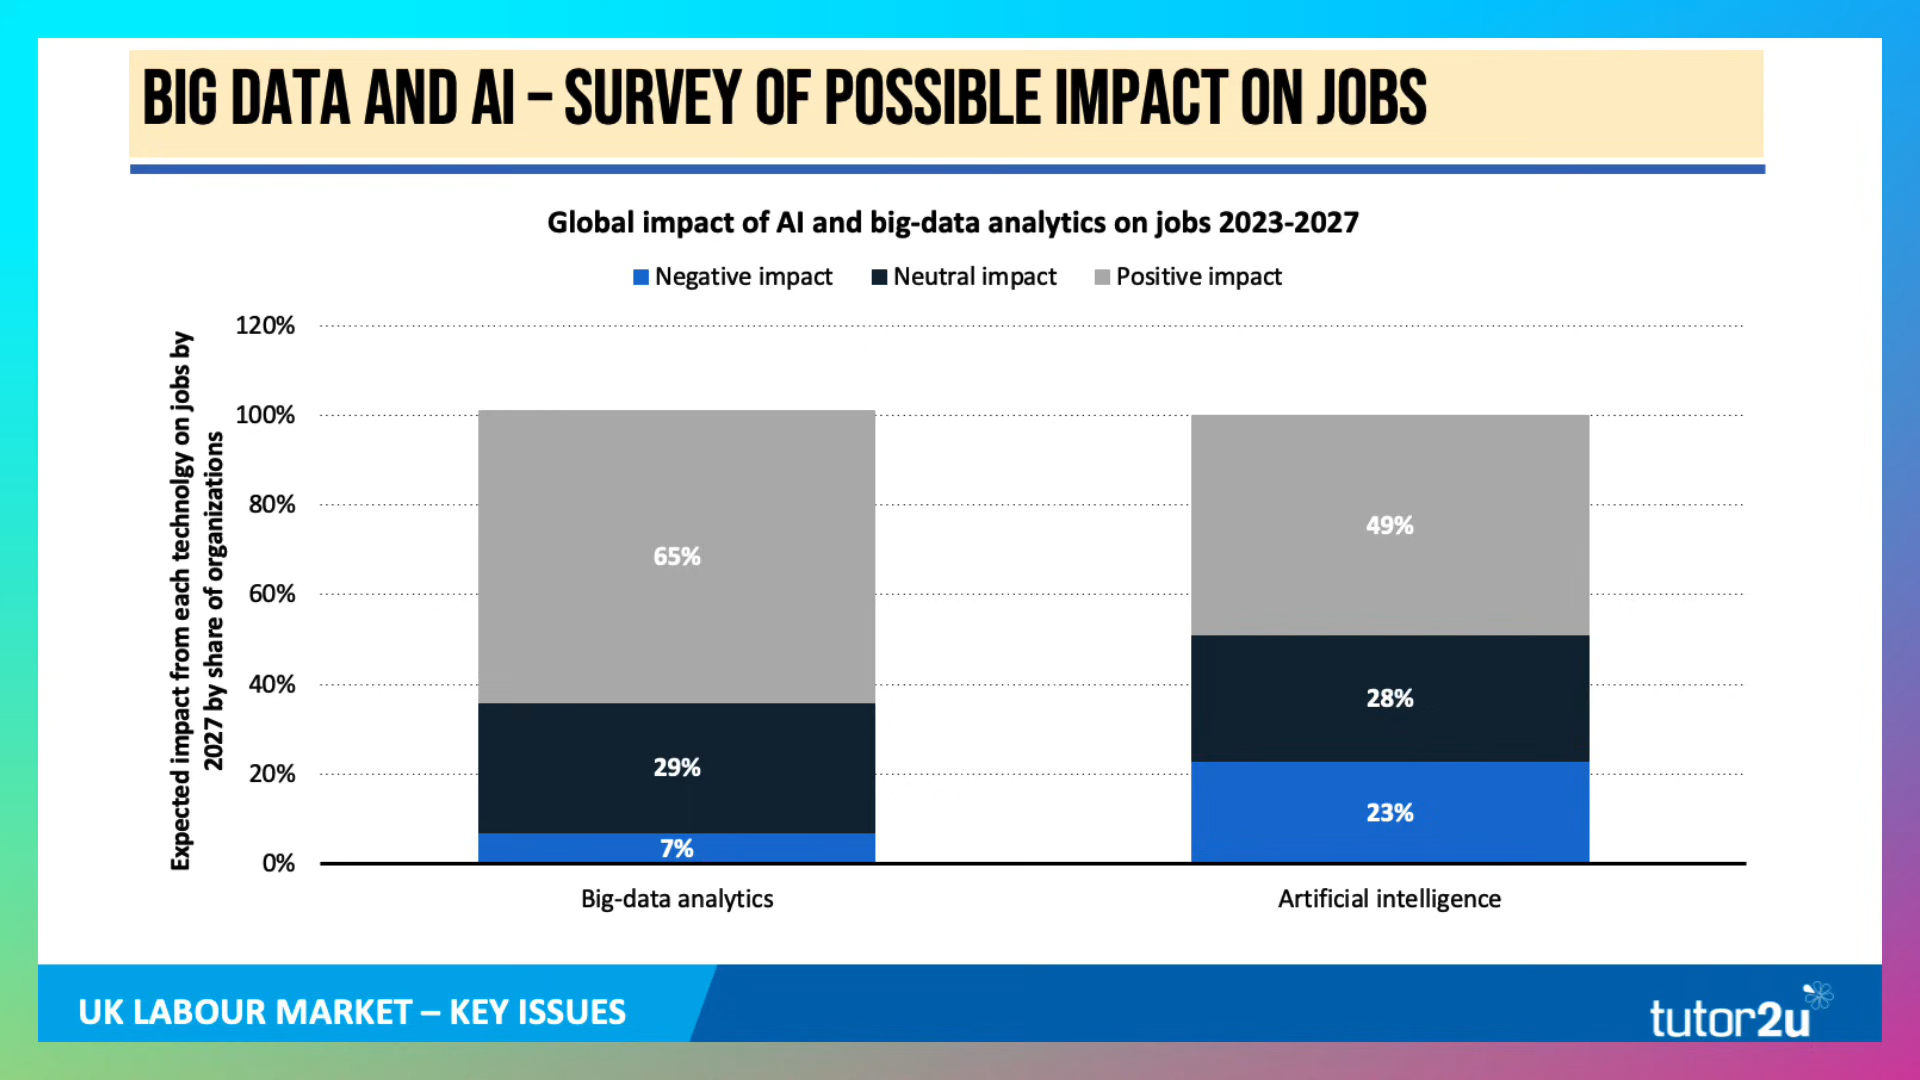 BIG DATA AND AI – SURVEY OF POSSIBLE IMPACT ON JOBS
Global impact of AI and big-data analytics on jobs 2023-2027
Negative impact
Neutral impact
Positive impact
Expected impact from each technolgy on jobs by
2027 by share of organizations
120%
100%
80%
60%
40%
20%
0%
65%
29%
7%
49%
28%
23%
Big-data analytics
Artificial intelligence
UK LABOUR MARKET – KEY ISSUES
tutor2u